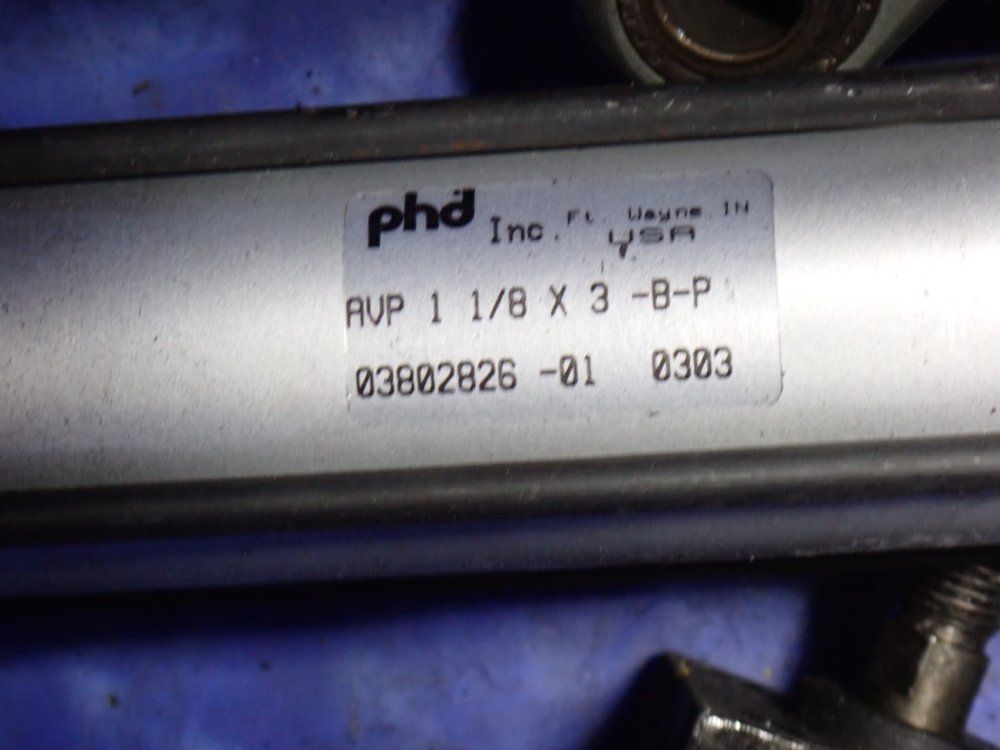 phd Inc. Ft. Wayne IN
USA
AVP 1 1/8 X 3 -B-P
03802826 -01 0303